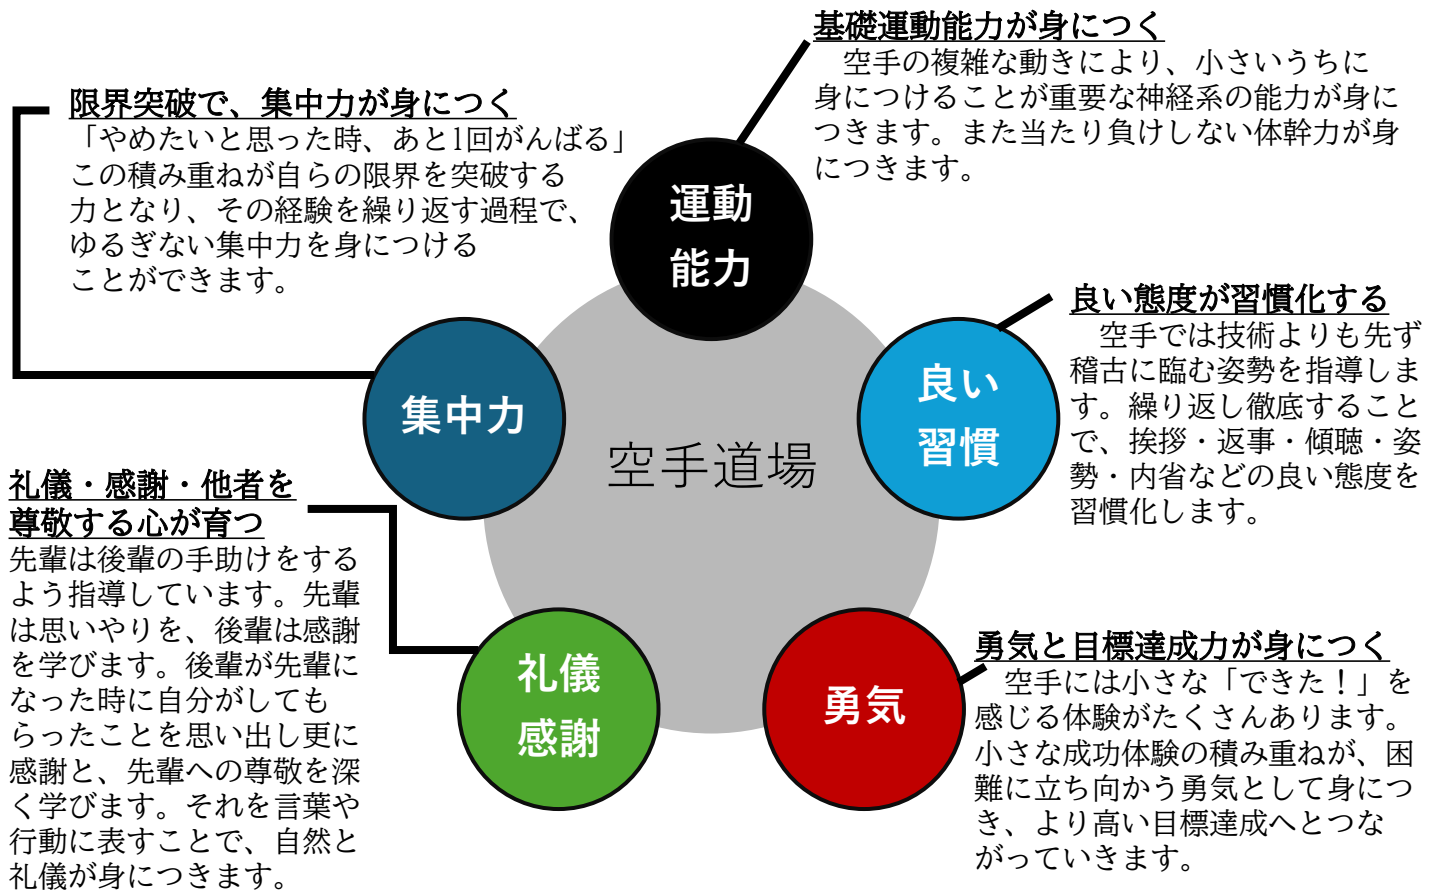 基礎運動能力が身につく
空手の複雑な動きにより、小さいうちに
身につけることが重要な神経系の能力が身に
つきます。また当たり負けしない体幹力が身
につきます。
限界突破で、集中力が身につく
「やめたいと思った時、あと1回がんばる」
この積み重ねが自らの限界を突破する
力となり、その経験を繰り返す過程で、
ゆるぎない集中力を身につける
ことができます。
運動
能力
良い態度が習慣化する
空手では技術よりも先ず
稽古に臨む姿勢を指導しま
す。繰り返し徹底すること
で、挨拶・返事・傾聴・姿
勢・内省などの良い態度を
習慣化します。
集中力
良い
習慣
空手道場
礼儀・感謝・他者を
尊敬する心が育つ
先輩は後輩の手助けをする
よう指導しています。先輩
は思いやりを、後輩は感謝
を学びます。後輩が先輩に
なった時に自分がしても
らったことを思い出し更に
感謝と、先輩への尊敬を深
く学びます。それを言葉や
行動に表すことで、自然と
礼儀が身につきます。
礼儀
感謝
勇気
勇気と目標達成力が身につく
空手には小さな「できた！」を
感じる体験がたくさんあります。
小さな成功体験の積み重ねが、困
難に立ち向かう勇気として身につ
き、より高い目標達成へとつな
がっていきます。